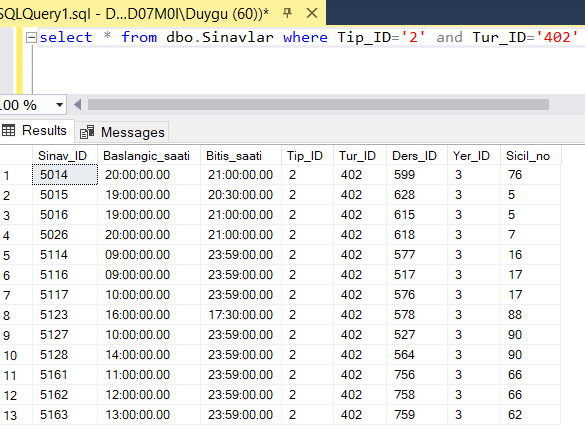 SQLQuery1.sql - D...D07M0I\Duygu (60))*
select * from dbo.Sinavlar where Tip_ID='2' and Tur_ID='402'
100 %
Results Messages
Sinav_ID Baslangic_saati Bitis_saati Tip_ID Tur_ID Ders_ID Yer_ID Sicil_no
1 5014 20:00:00.00 21:00:00.00 2 402 599 3 76
2 5015 19:00:00.00 20:30:00.00 2 402 628 3 5
3 5016 19:00:00.00 21:00:00.00 2 402 615 3 5
4 5026 20:00:00.00 21:00:00.00 2 402 618 3 7
5 5114 09:00:00.00 23:59:00.00 2 402 577 3 16
6 5116 09:00:00.00 23:59:00.00 2 402 517 3 17
7 5117 10:00:00.00 23:59:00.00 2 402 576 3 17
8 5123 16:00:00.00 17:30:00.00 2 402 578 3 88
9 5127 10:00:00.00 23:59:00.00 2 402 527 3 90
10 5128 14:00:00.00 23:59:00.00 2 402 564 3 90
11 5161 11:00:00.00 23:59:00.00 2 402 756 3 66
12 5162 12:00:00.00 23:59:00.00 2 402 758 3 66
13 5163 13:00:00.00 23:59:00.00 2 402 759 3 62